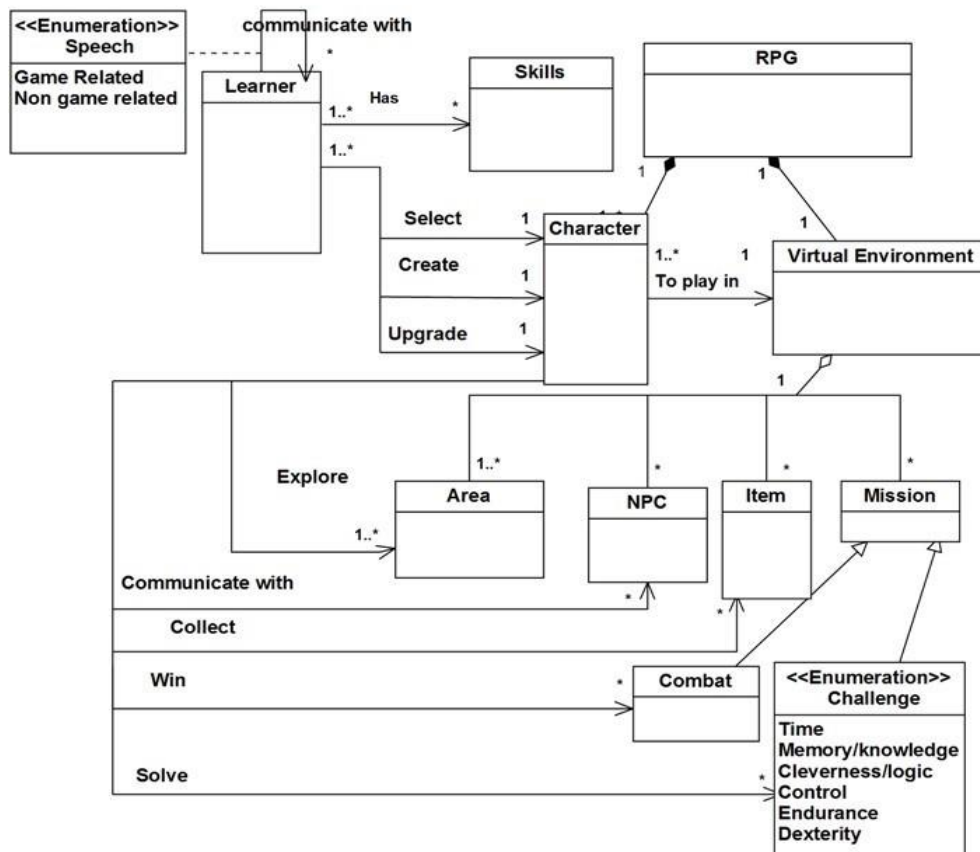 <<Enumeration>>
Speech
Game Related
Non game related
communicate with
*
Learner
1..*
Has
*
Skills
RPG
1..*
1
1
1..*
Select
1
Create
1
Upgrade
1
Character
1..*
1
To play in
1
Virtual Environment
1
Explore
1..*
1..*
Area
*
NPC
*
Item
*
Mission
Communicate with
*
Collect
*
Win
*
Combat
<<Enumeration>>
Challenge
Time
Memory/knowledge
Cleverness/logic
Control
Endurance
Dexterity
Solve
*